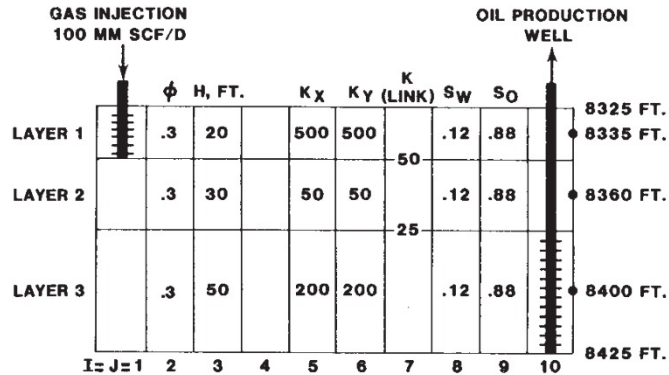 GAS INJECTION
100 MM SCF/D
OIL PRODUCTION
WELL
ϕ H, FT. KX KY K (LINK) SW SO
8325 FT.
LAYER 1 .3 20 500 500 .12 .88 8335 FT.
50
LAYER 2 .3 30 50 50 .12 .88 8360 FT.
25
LAYER 3 .3 50 200 200 .12 .88 8400 FT.
8425 FT.
I=J=1 2 3 4 5 6 7 8 9 10